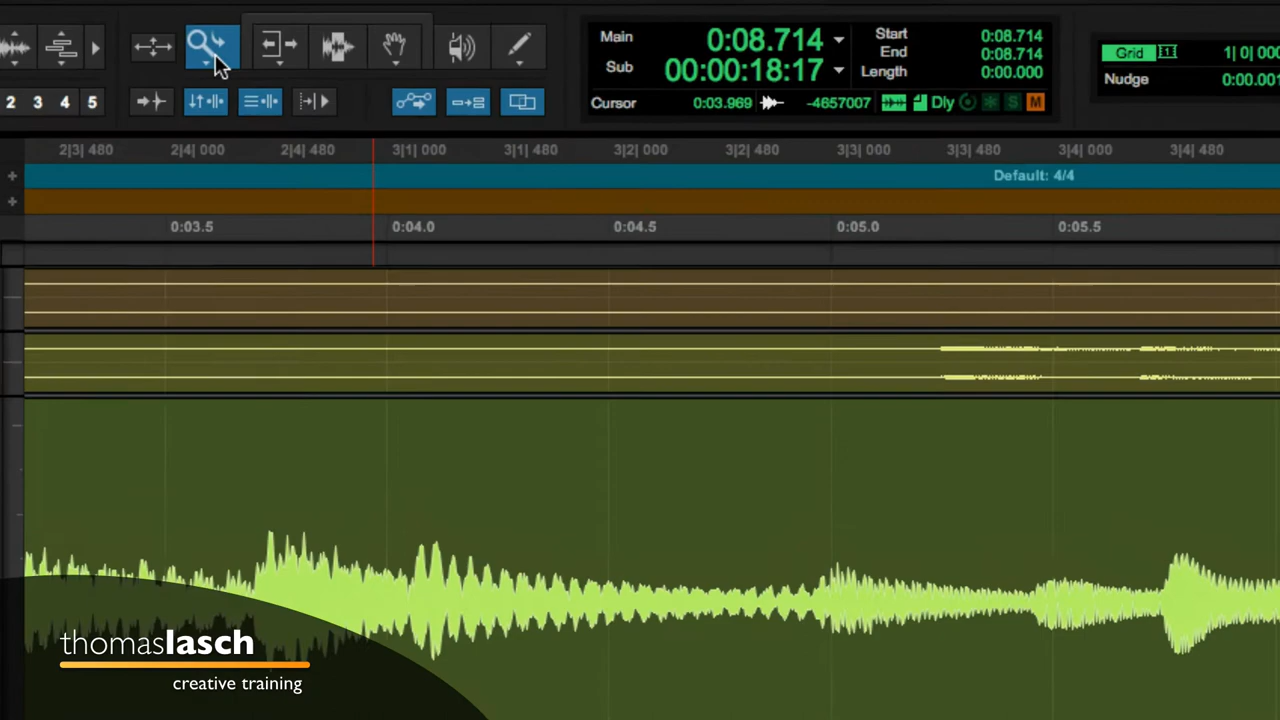 Main 0:08.714
Sub 00:00:18:17
Cursor 0:03.969 -4657007 Dly S M
Start 0:08.714
End 0:08.714
Length 0:00.000
Grid 1| 0| 000
Nudge 0:00.001
2 3 4 5
2|3| 480 2|4| 000 2|4| 480 3|1| 000 3|1| 480 3|2| 000 3|2| 480 3|3| 000 3|3| 480 3|4| 000 3|4| 480
Default: 4/4
0:03.5 0:04.0 0:04.5 0:05.0 0:05.5
thomaslasch
creative training